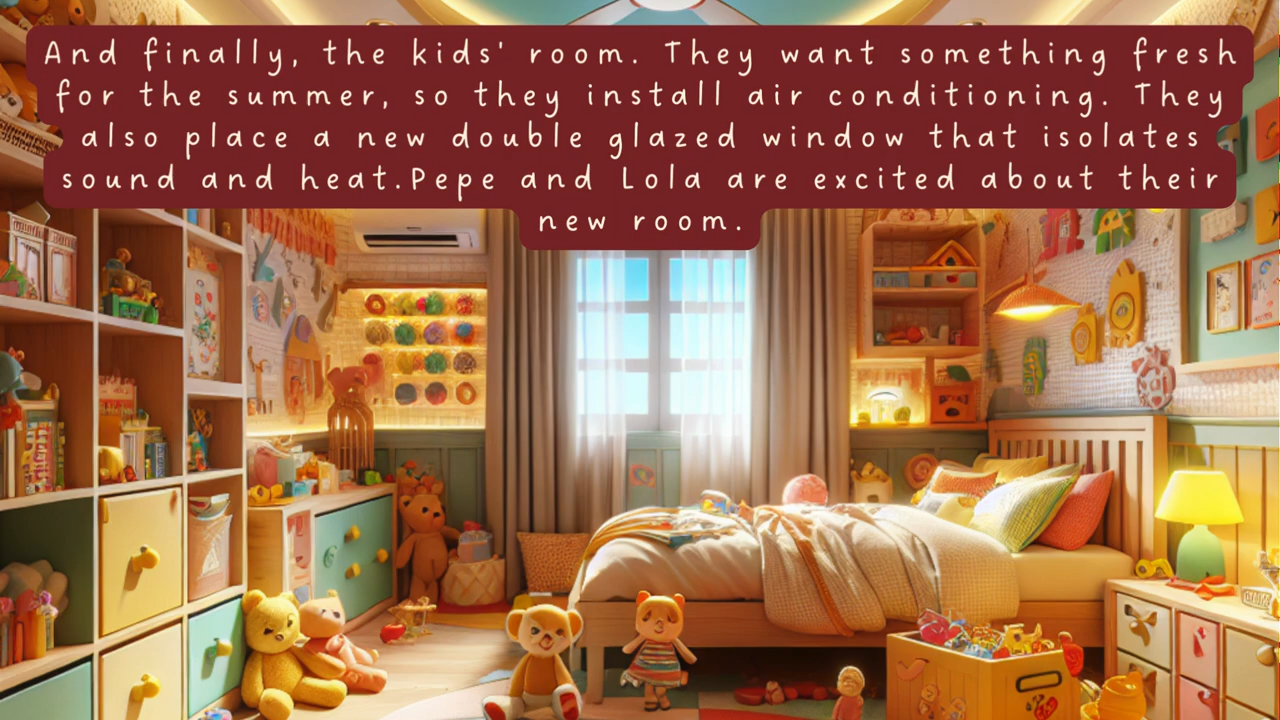 And finally, the kids' room. They want something fresh
for the summer, so they install air conditioning. They
also place a new double glazed window that isolates
sound and heat.Pepe and Lola are excited about their
new room.